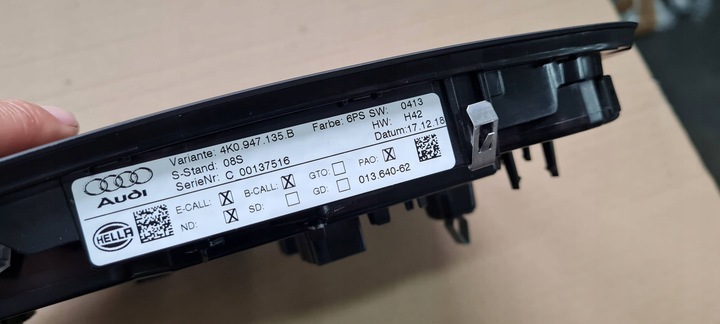 Variante: 4K0.947.135.B Farbe: 6PS SW: 0413
S-Stand: 08S HW: H42
SerieNr: C 00137516 Datum:17.12.18
Audi
E-CALL: B-CALL: GTO: PAO:
ND: SD: GD: 013.640-62
HELLA